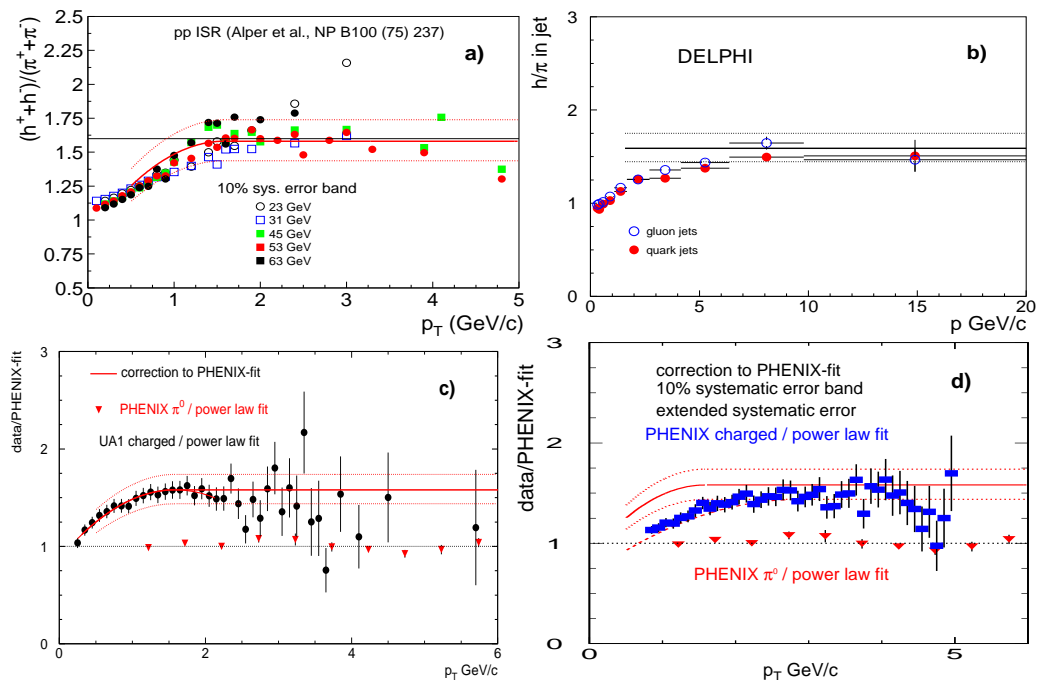 pp ISR (Alper et al., NP B100 (75) 237)
a)
(h⁺+h⁻)/(π⁺+π⁻)
2.5
2.25
2
1.75
1.5
1.25
1
0.75
0.5
10% sys. error band
23 GeV
31 GeV
45 GeV
53 GeV
63 GeV
0 1 2 3 4 5
p_T (GeV/c)
b)
DELPHI
h/π in jet
3
2
1
0
gluon jets
quark jets
0 5 10 15 20
p GeV/c
c)
data/PHENIX-fit
3
2
1
0
correction to PHENIX-fit
PHENIX π⁰ / power law fit
UA1 charged / power law fit
0 2 4 6
p_T GeV/c
d)
data/PHENIX-fit
3
2
1
0
correction to PHENIX-fit
10% systematic error band
extended systematic error
PHENIX charged / power law fit
PHENIX π⁰ / power law fit
0 5
p_T GeV/c